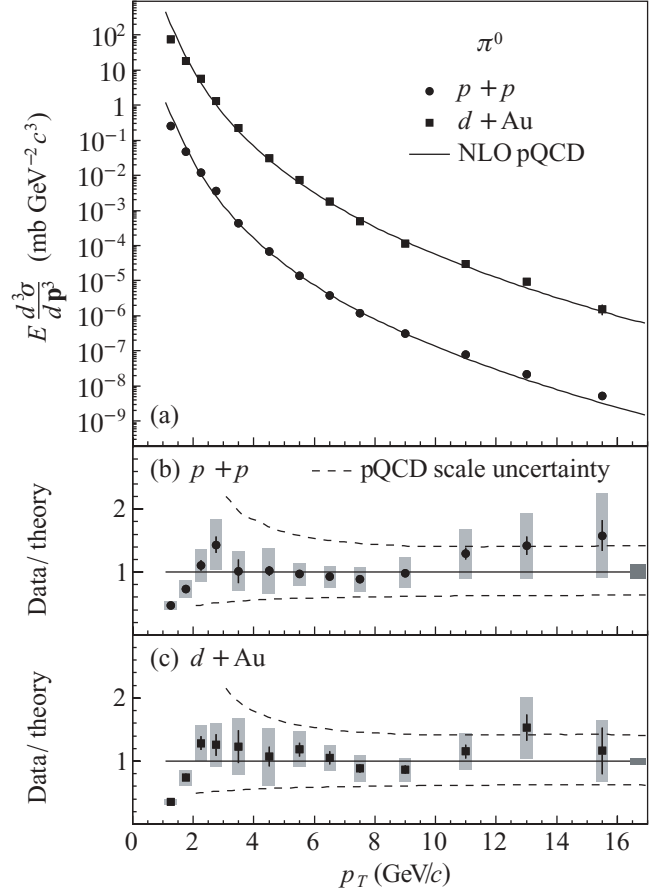 π⁰
p + p
d + Au
NLO pQCD
10²
10
1
10⁻¹
10⁻²
10⁻³
10⁻⁴
10⁻⁵
10⁻⁶
10⁻⁷
10⁻⁸
10⁻⁹
E d³σ/dp³ (mb GeV⁻² c³)
(a)
(b) p + p
pQCD scale uncertainty
2
1
Data/ theory
(c) d + Au
2
1
Data/ theory
0 2 4 6 8 10 12 14 16
p_T (GeV/c)